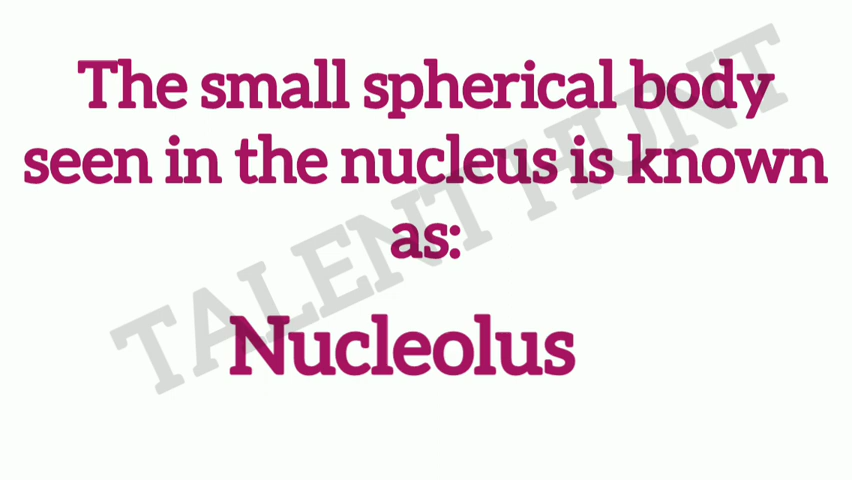 The small spherical body
seen in the nucleus is known
as:
Nucleolus
TALENT HUNT